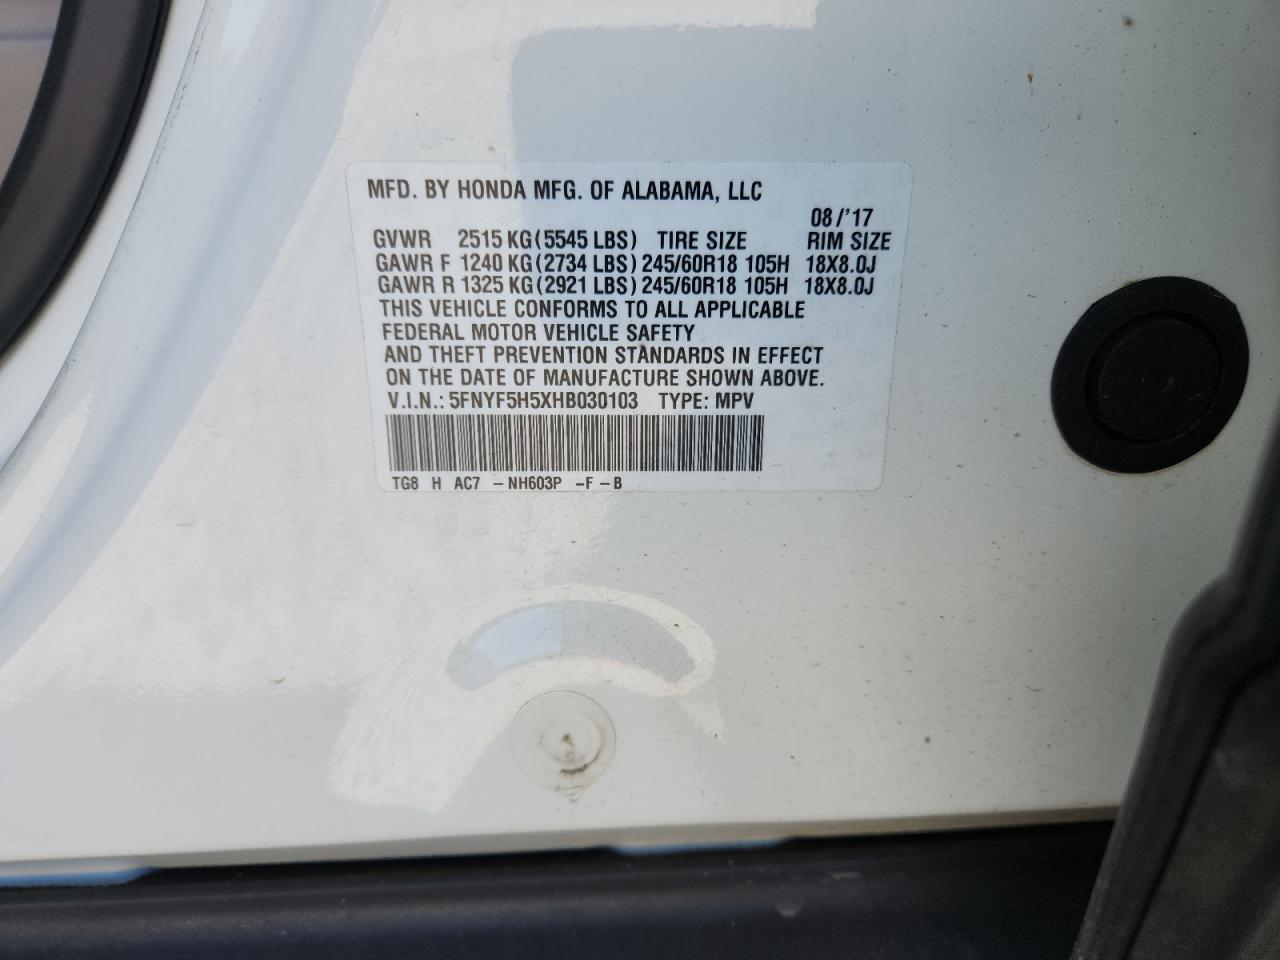 MFD. BY HONDA MFG. OF ALABAMA, LLC
08/'17
GVWR 2515 KG(5545 LBS) TIRE SIZE RIM SIZE
GAWR F 1240 KG(2734 LBS) 245/60R18 105H 18X8.0J
GAWR R 1325 KG(2921 LBS) 245/60R18 105H 18X8.0J
THIS VEHICLE CONFORMS TO ALL APPLICABLE
FEDERAL MOTOR VEHICLE SAFETY
AND THEFT PREVENTION STANDARDS IN EFFECT
ON THE DATE OF MANUFACTURE SHOWN ABOVE.
V.I.N.: 5FNYF5H5XHB030103 TYPE: MPV
TG8 H AC7 -NH603P -F-B